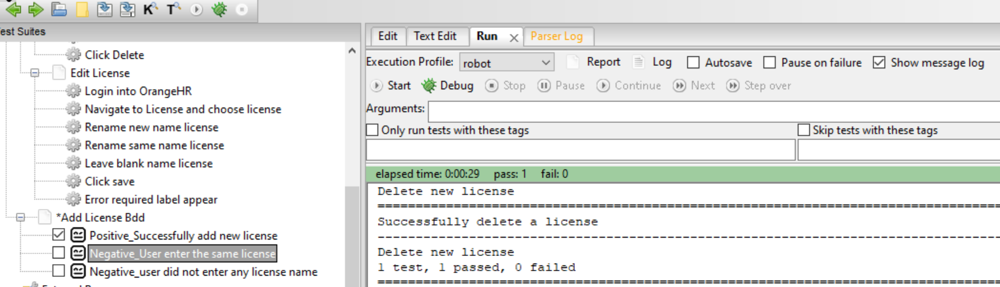 K T
est Suites
Click Delete
Edit License
Login into OrangeHR
Navigate to License and choose license
Rename new name license
Rename same name license
Leave blank name license
Click save
Error required label appear
*Add License Bdd
Positive_Successfully add new license
Negative_User enter the same license
Negative_user did not enter any license name
Edit Text Edit Run Parser Log
Execution Profile: robot Report Log Autosave Pause on failure Show message log
Start Debug Stop Pause Continue Next Step over
Arguments:
Only run tests with these tags Skip tests with these tags
elapsed time: 0:00:29 pass: 1 fail: 0
Delete new license
==============================================================================
Successfully delete a license
------------------------------------------------------------------------------
Delete new license
1 test, 1 passed, 0 failed
==============================================================================